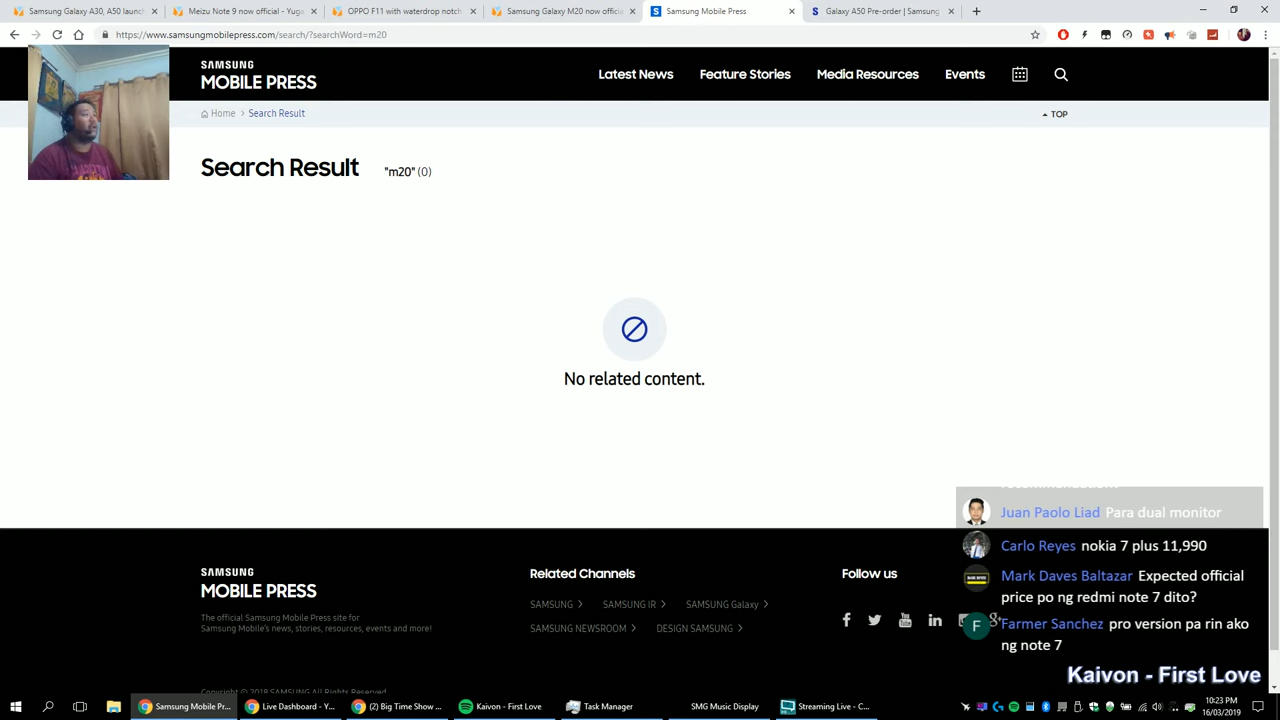 Samsung Galaxy A30, A50 launch
Meizu Note 9 now official - Yuga
OPPO F11 with waterdrop notch
Samsung Galaxy M20 now offici
Samsung Mobile Press
Galaxy A50 Pre-order | Samsung
https://www.samsungmobilepress.com/search/?searchWord=m20
SAMSUNG
MOBILE PRESS
Latest News
Feature Stories
Media Resources
Events
Home
Search Result
TOP
Search Result
"m20" (0)
No related content.
Juan Paolo Liad Para dual monitor
Carlo Reyes nokia 7 plus 11,990
Mark Daves Baltazar Expected official
price po ng redmi note 7 dito?
F
Farmer Sanchez pro version pa rin ako
ng note 7
Kaivon - First Love
SAMSUNG
MOBILE PRESS
The official Samsung Mobile Press site for
Samsung Mobile's news, stories, resources, events and more!
Related Channels
SAMSUNG
SAMSUNG IR
SAMSUNG Galaxy
SAMSUNG NEWSROOM
DESIGN SAMSUNG
Follow us
Copyright © 2018 SAMSUNG All Rights Reserved
Samsung Mobile Pr...
Live Dashboard - Y...
(2) Big Time Show ...
Kaivon - First Love
Task Manager
SMG Music Display
Streaming Live - C...
10:23 PM
16/03/2019